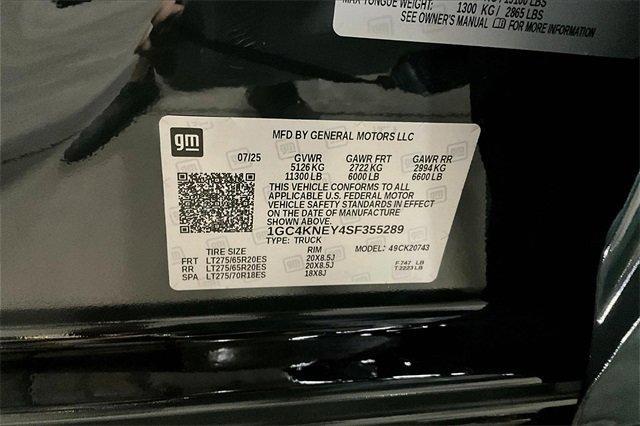 MAX TONGUE WEIGHT: 1300 KG / 2865 LBS
SEE OWNER'S MANUAL FOR MORE INFORMATION
gm
MFD BY GENERAL MOTORS LLC
07/25 GVWR GAWR FRT GAWR RR
5126 KG 2722 KG 2994 KG
11300 LB 6000 LB 6600 LB
THIS VEHICLE CONFORMS TO ALL
APPLICABLE U.S. FEDERAL MOTOR
VEHICLE SAFETY STANDARDS IN EFFECT
ON THE DATE OF MANUFACTURE
SHOWN ABOVE.
1GC4KNEY4SF355289
TYPE: TRUCK MODEL: 49CK20743
TIRE SIZE RIM
FRT LT275/65R20ES 20X8.5J F.747 LB
RR LT275/65R20ES 20X8.5J T.2223 LB
SPA LT275/70R18ES 18X8J